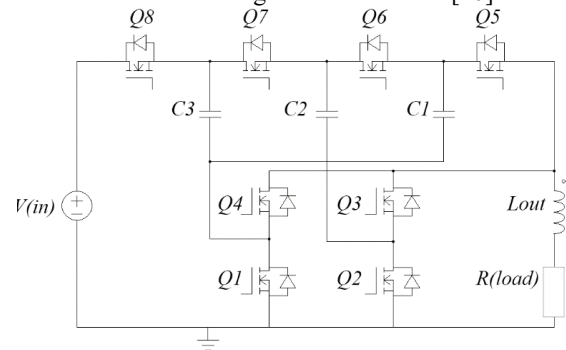 Q8 Q7 Q6 Q5
C3 C2 C1
Q4 Q3 Lout
V(in)
Q1 Q2 R(load)